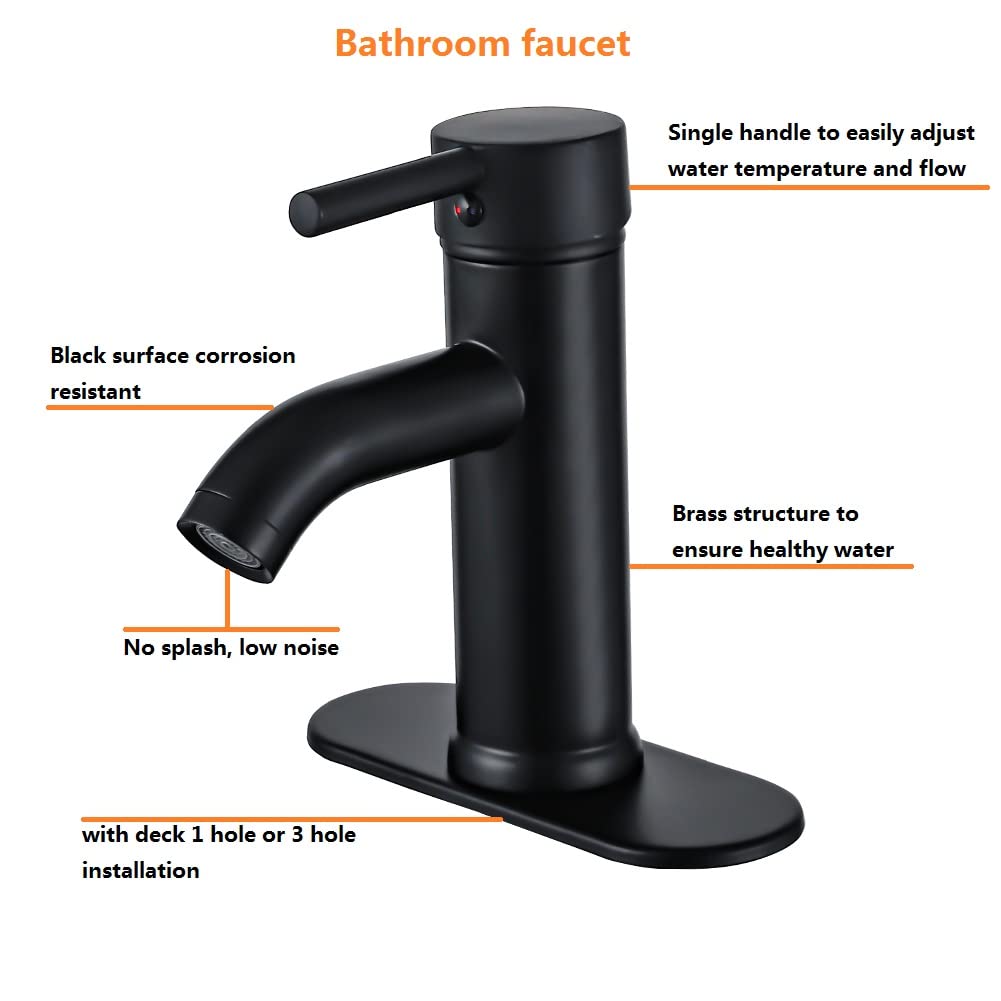 Bathroom faucet
Single handle to easily adjust
water temperature and flow
Black surface corrosion
resistant
Brass structure to
ensure healthy water
No splash, low noise
with deck 1 hole or 3 hole
installation